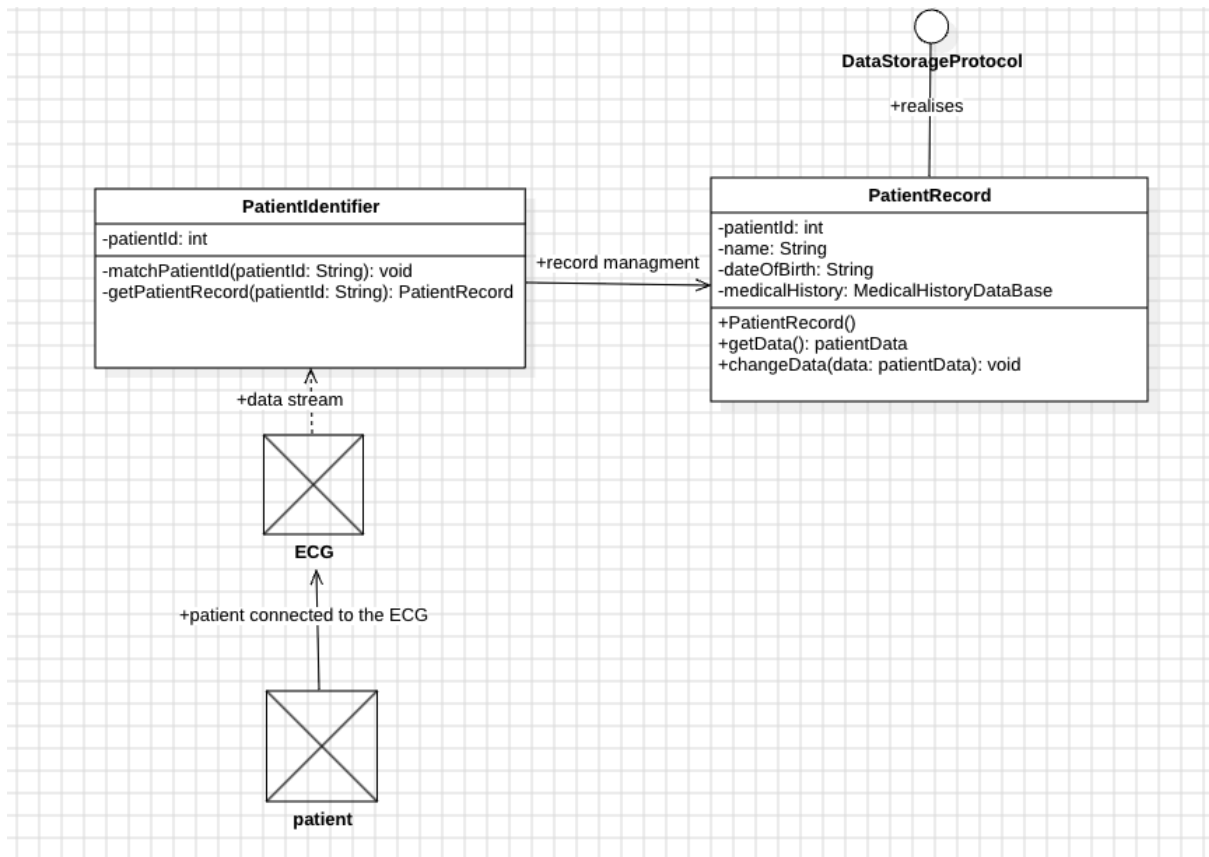 DataStorageProtocol
+realises
PatientIdentifier
-patientId: int
-matchPatientId(patientId: String): void
-getPatientRecord(patientId: String): PatientRecord
+record managment
PatientRecord
-patientId: int
-name: String
-dateOfBirth: String
-medicalHistory: MedicalHistoryDataBase
+PatientRecord()
+getData(): patientData
+changeData(data: patientData): void
+data stream
ECG
+patient connected to the ECG
patient